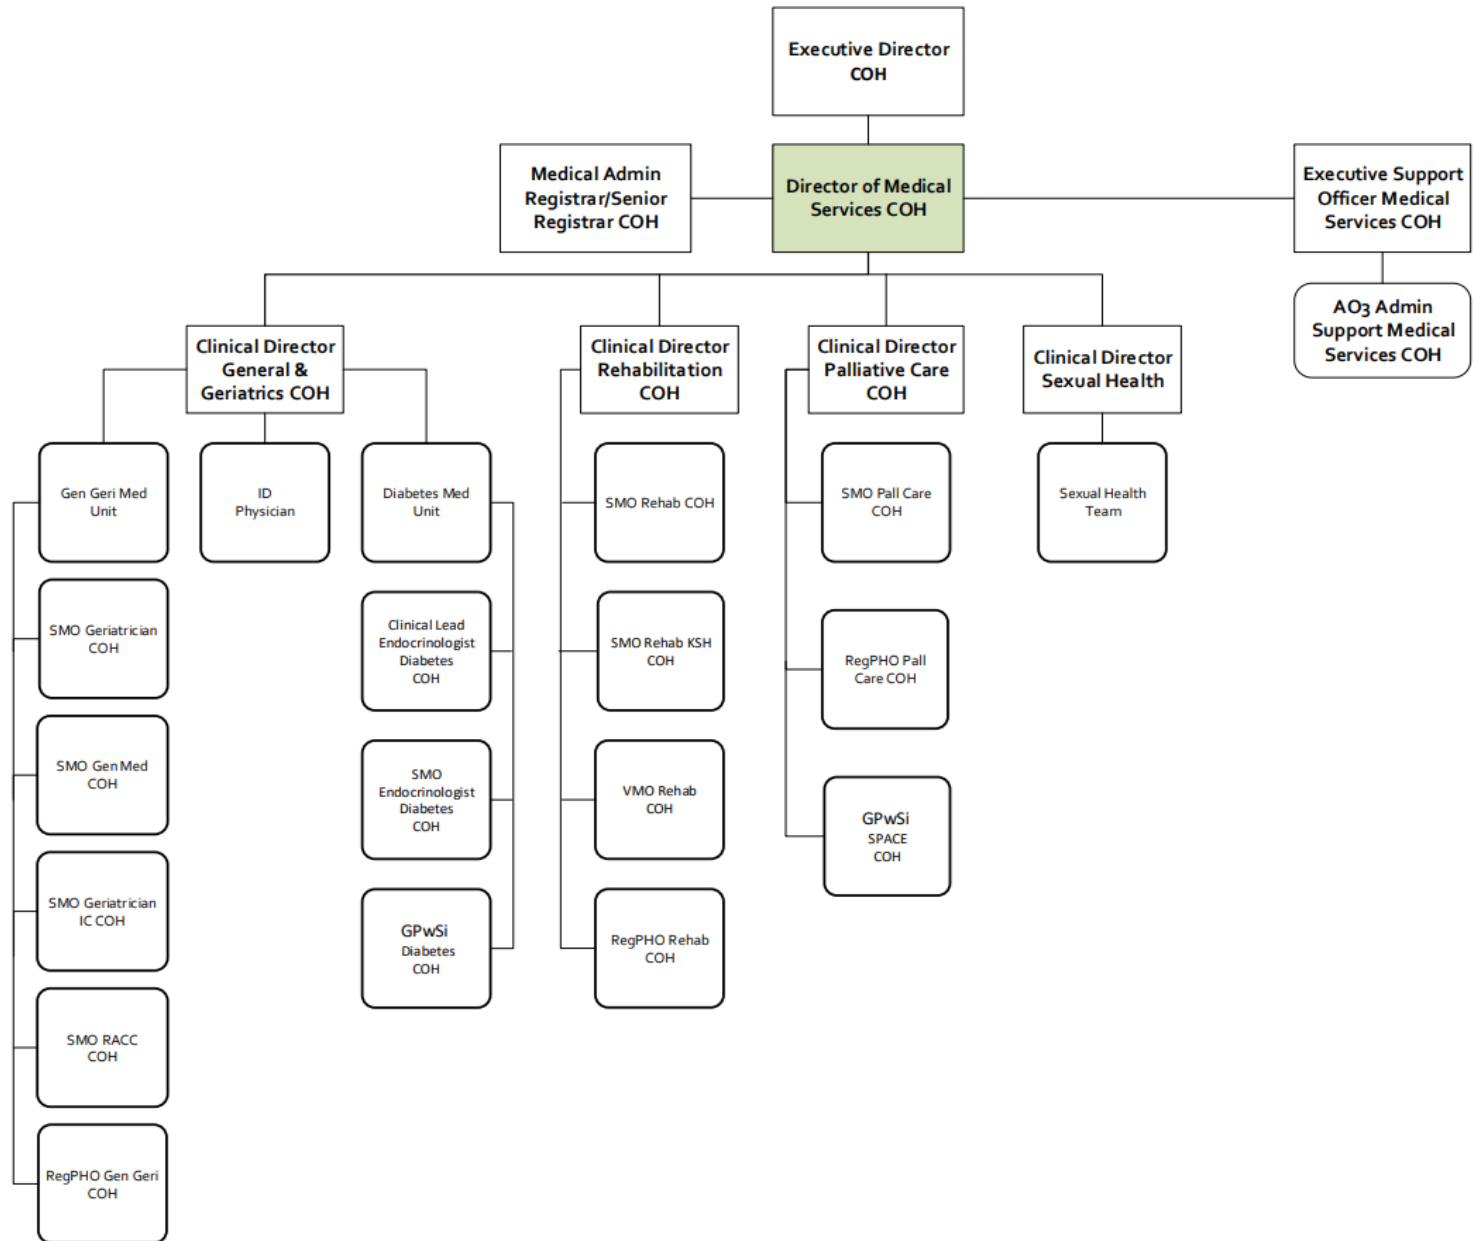 Executive Director
COH
Medical Admin
Registrar/Senior
Registrar COH
Director of Medical
Services COH
Executive Support
Officer Medical
Services COH
AO3 Admin
Support Medical
Services COH
Clinical Director
General &
Geriatrics COH
Clinical Director
Rehabilitation
COH
Clinical Director
Palliative Care
COH
Clinical Director
Sexual Health
Gen Geri Med
Unit
ID
Physician
Diabetes Med
Unit
SMO Rehab COH
SMO Pall Care
COH
Sexual Health
Team
SMO Geriatrician
COH
Clinical Lead
Endocrinologist
Diabetes
COH
SMO Rehab KSH
COH
RegPHO Pall
Care COH
SMO Gen Med
COH
SMO
Endocrinologist
Diabetes
COH
VMO Rehab
COH
GPwSi
SPACE
COH
SMO Geriatrician
IC COH
GPwSi
Diabetes
COH
RegPHO Rehab
COH
SMO RACC
COH
RegPHO Gen Geri
COH